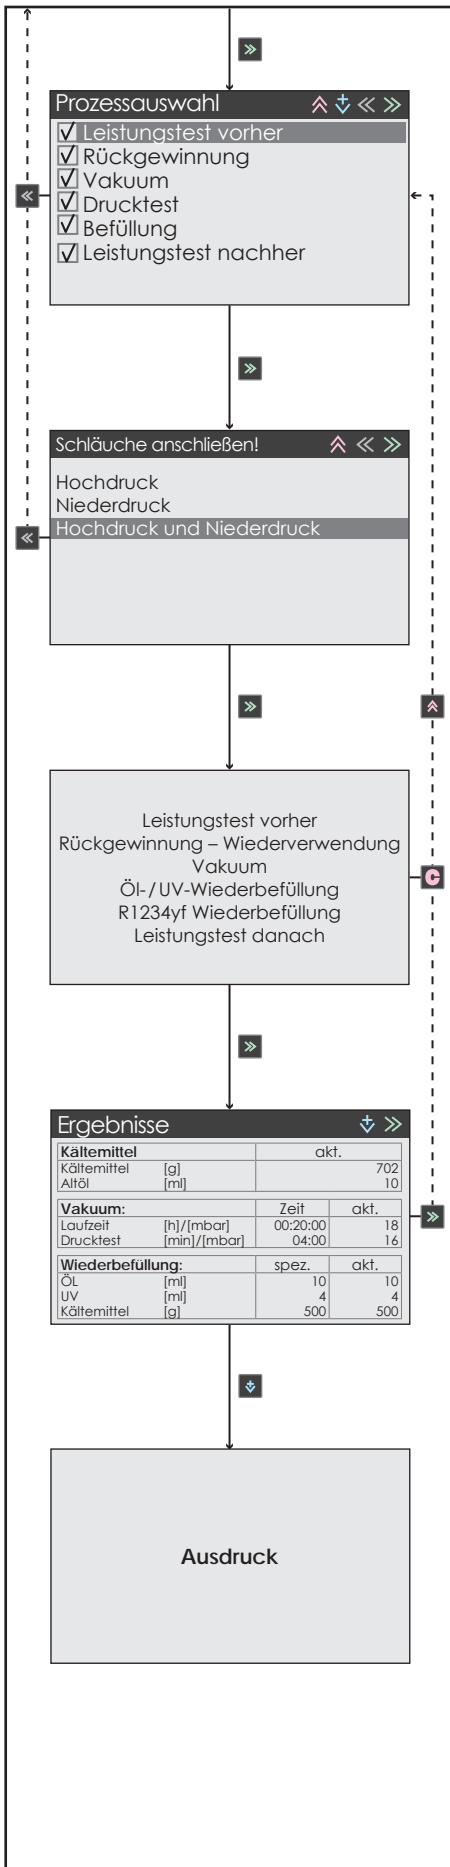 Prozessauswahl
Leistungstest vorher
Rückgewinnung
Vakuum
Drucktest
Befüllung
Leistungstest nachher
Schläuche anschließen!
Hochdruck
Niederdruck
Hochdruck und Niederdruck
Leistungstest vorher
Rückgewinnung – Wiederverwendung
Vakuum
Öl-/UV-Wiederbefüllung
R1234yf Wiederbefüllung
Leistungstest danach
C
Ergebnisse
Kältemittel akt.
Kältemittel [g] 702
Altöl [ml] 10
Vakuum: Zeit akt.
Laufzeit [h]/[mbar] 00:20:00 18
Drucktest [min]/[mbar] 04:00 16
Wiederbefüllung: spez. akt.
ÖL [ml] 10 10
UV [ml] 4 4
Kältemittel [g] 500 500
Ausdruck